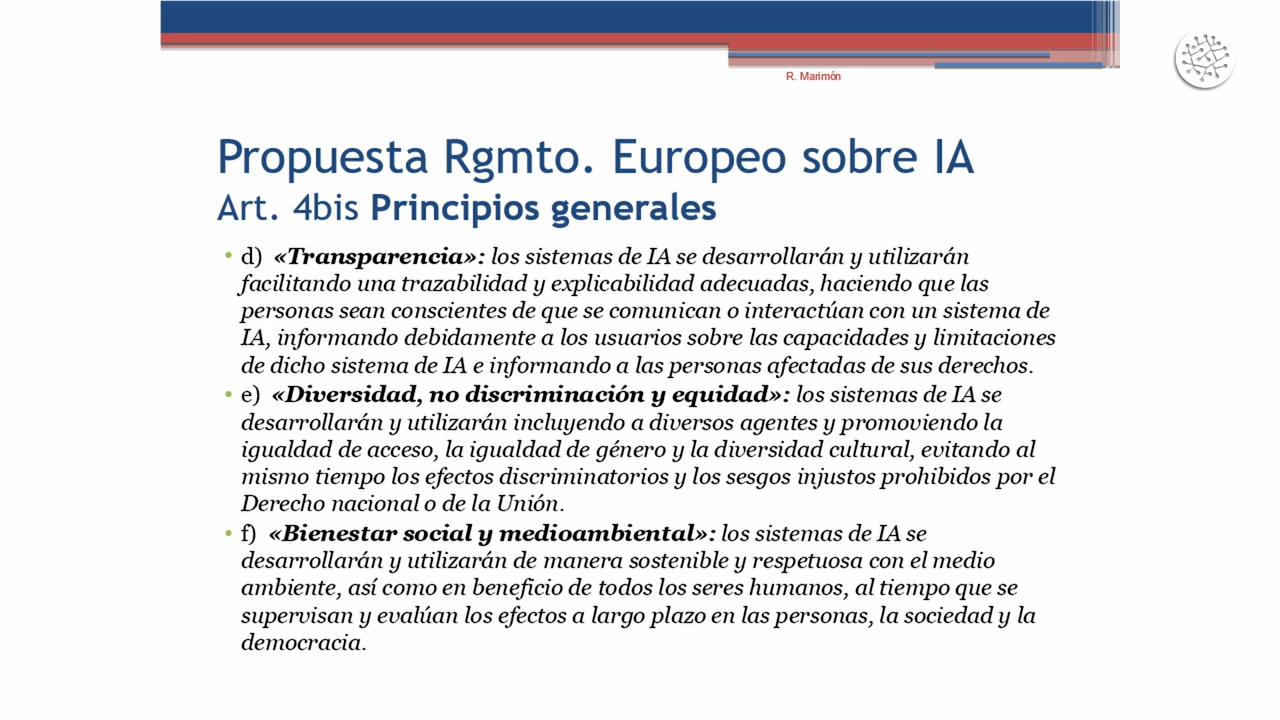 R. Marimón
Propuesta Rgmto. Europeo sobre IA
Art. 4bis Principios generales
• d) «Transparencia»: los sistemas de IA se desarrollarán y utilizarán
facilitando una trazabilidad y explicabilidad adecuadas, haciendo que las
personas sean conscientes de que se comunican o interactúan con un sistema de
IA, informando debidamente a los usuarios sobre las capacidades y limitaciones
de dicho sistema de IA e informando a las personas afectadas de sus derechos.
• e) «Diversidad, no discriminación y equidad»: los sistemas de IA se
desarrollarán y utilizarán incluyendo a diversos agentes y promoviendo la
igualdad de acceso, la igualdad de género y la diversidad cultural, evitando al
mismo tiempo los efectos discriminatorios y los sesgos injustos prohibidos por el
Derecho nacional o de la Unión.
• f) «Bienestar social y medioambiental»: los sistemas de IA se
desarrollarán y utilizarán de manera sostenible y respetuosa con el medio
ambiente, así como en beneficio de todos los seres humanos, al tiempo que se
supervisan y evalúan los efectos a largo plazo en las personas, la sociedad y la
democracia.